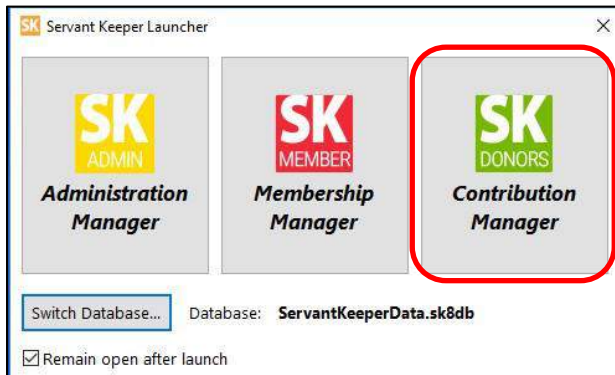 SK Servant Keeper Launcher
SK
ADMIN
Administration
Manager
SK
MEMBER
Membership
Manager
SK
DONORS
Contribution
Manager
Switch Database... Database: ServantKeeperData.sk8db
Remain open after launch